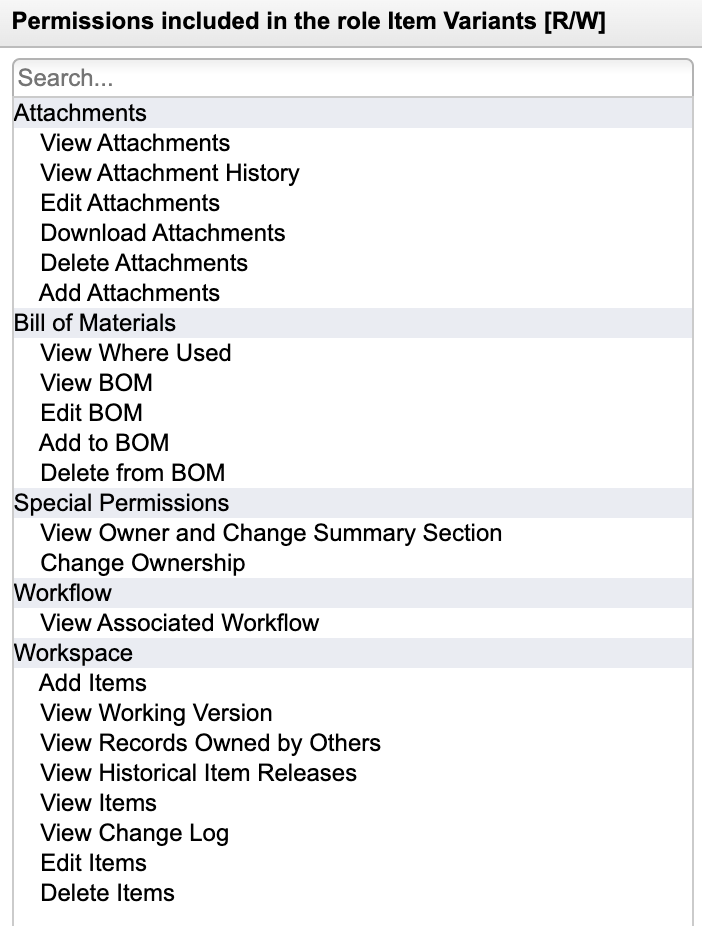 Permissions included in the role Item Variants [R/W]
Search...
Attachments
View Attachments
View Attachment History
Edit Attachments
Download Attachments
Delete Attachments
Add Attachments
Bill of Materials
View Where Used
View BOM
Edit BOM
Add to BOM
Delete from BOM
Special Permissions
View Owner and Change Summary Section
Change Ownership
Workflow
View Associated Workflow
Workspace
Add Items
View Working Version
View Records Owned by Others
View Historical Item Releases
View Items
View Change Log
Edit Items
Delete Items